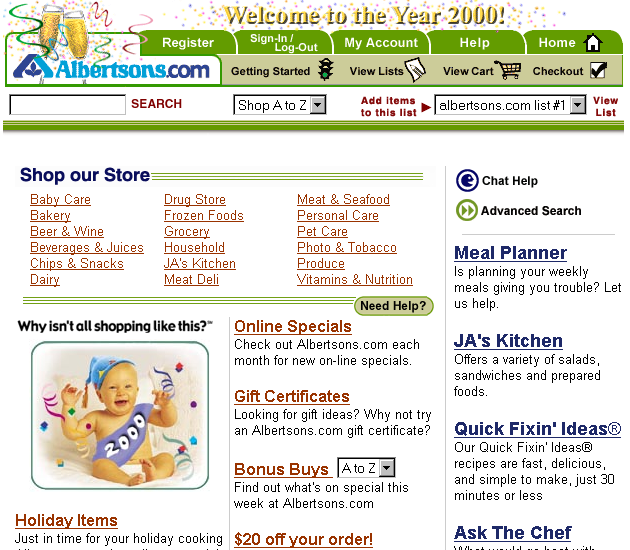 Welcome to the Year 2000!
Register
Sign-In /
Log-Out
My Account
Help
Home
Albertsons.com
Getting Started
View Lists
View Cart
Checkout
SEARCH
Shop A to Z
Add items
to this list
albertsons.com list #1
View
List
Shop our Store
Baby Care
Drug Store
Meat & Seafood
Bakery
Frozen Foods
Personal Care
Beer & Wine
Grocery
Pet Care
Beverages & Juices
Household
Photo & Tobacco
Chips & Snacks
JA's Kitchen
Produce
Dairy
Meat Deli
Vitamins & Nutrition
Need Help?
Why isn't all shopping like this?™
2000
Holiday Items
Just in time for your holiday cooking
Online Specials
Check out Albertsons.com each
month for new on-line specials.
Gift Certificates
Looking for gift ideas? Why not try
an Albertsons.com gift certificate?
Bonus Buys
A to Z
Find out what's on special this
week at Albertsons.com
$20 off your order!
Chat Help
Advanced Search
Meal Planner
Is planning your weekly
meals giving you trouble? Let
us help.
JA's Kitchen
Offers a variety of salads,
sandwiches and prepared
foods.
Quick Fixin' Ideas®
Our Quick Fixin' Ideas®
recipes are fast, delicious,
and simple to make, just 30
minutes or less
Ask The Chef